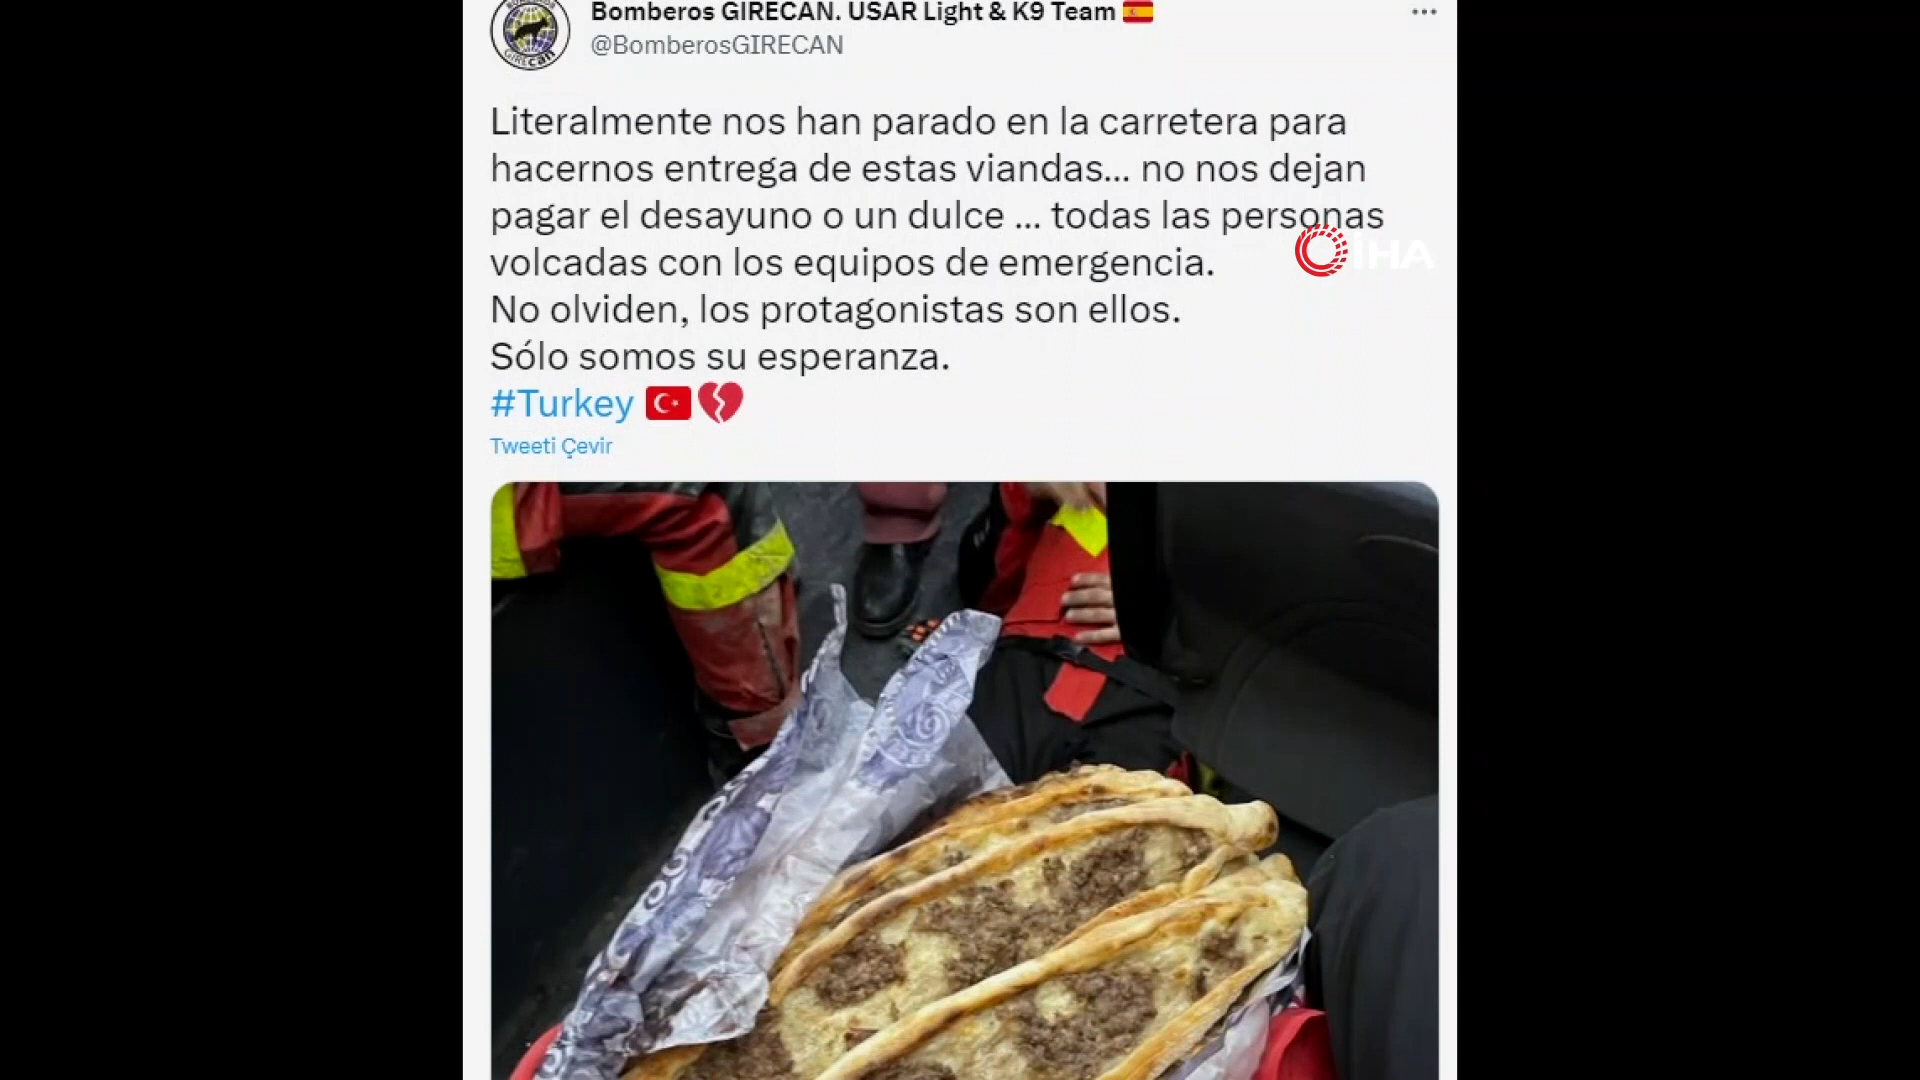 Bomberos GIRECAN. USAR Light & K9 Team 🇪🇸
@BomberosGIRECAN
Literalmente nos han parado en la carretera para
hacernos entrega de estas viandas... no nos dejan
pagar el desayuno o un dulce ... todas las personas
volcadas con los equipos de emergencia.
IHA
No olviden, los protagonistas son ellos.
Sólo somos su esperanza.
#Turkey 🇹🇷💔
Tweeti Çevir